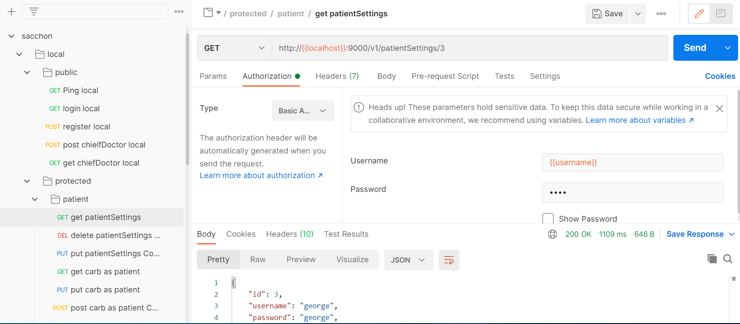 / protected / patient / get patientSettings
Save
sacchon
local
public
GET Ping local
GET login local
POST register local
POST post chiefDoctor local
GET get chiefDoctor local
protected
patient
GET get patientSettings
DEL delete patientSettings ...
PUT put patientSettings Co...
GET get carb as patient
PUT put carb as patient
POST post carb as patient C...
GET http://{{localhost}}:9000/v1/patientSettings/3 Send
Params Authorization Headers (7) Body Pre-request Script Tests Settings Cookies
Type Basic A...
The authorization header will be
automatically generated when you
send the request.
Learn more about authorization ↗
Heads up! These parameters hold sensitive data. To keep this data secure while working in a
collaborative environment, we recommend using variables. Learn more about variables ↗
Username {{username}}
Password ••••
Show Password
Body Cookies Headers (10) Test Results 200 OK 1109 ms 646 B Save Response
Pretty Raw Preview Visualize JSON
1 {
2 "id": 3,
3 "username": "george",
4 "password": "george",